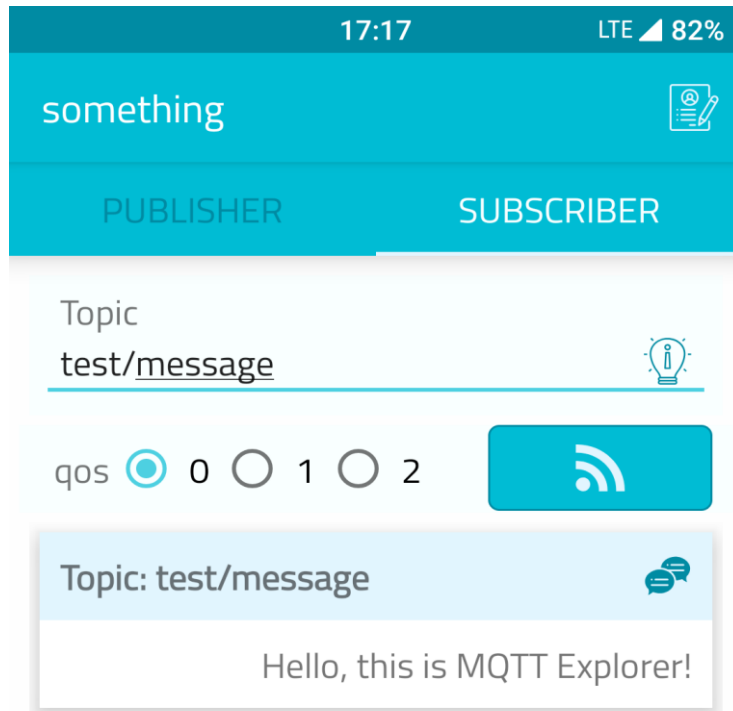 17:17 LTE 82%
something
PUBLISHER SUBSCRIBER
Topic
test/message
qos 0 1 2
Topic: test/message
Hello, this is MQTT Explorer!